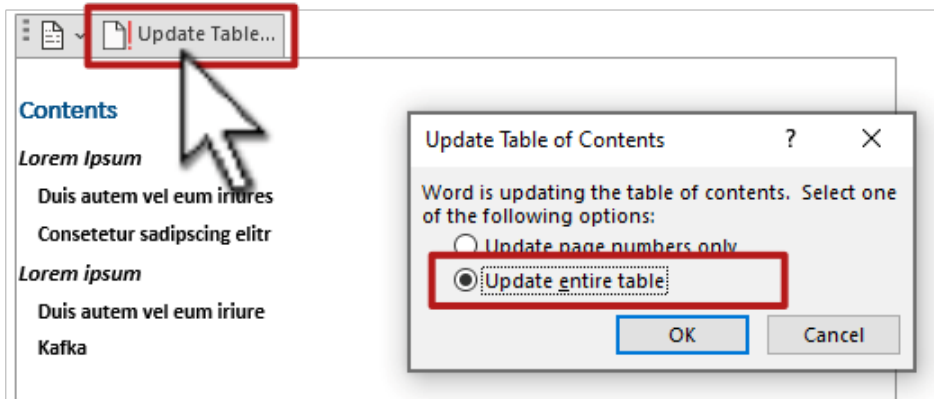 Update Table...
Contents
Lorem Ipsum
Duis autem vel eum iriures
Consetetur sadipscing elitr
Lorem ipsum
Duis autem vel eum iriure
Kafka
Update Table of Contents ? X
Word is updating the table of contents. Select one
of the following options:
Update page numbers only
Update entire table
OK Cancel